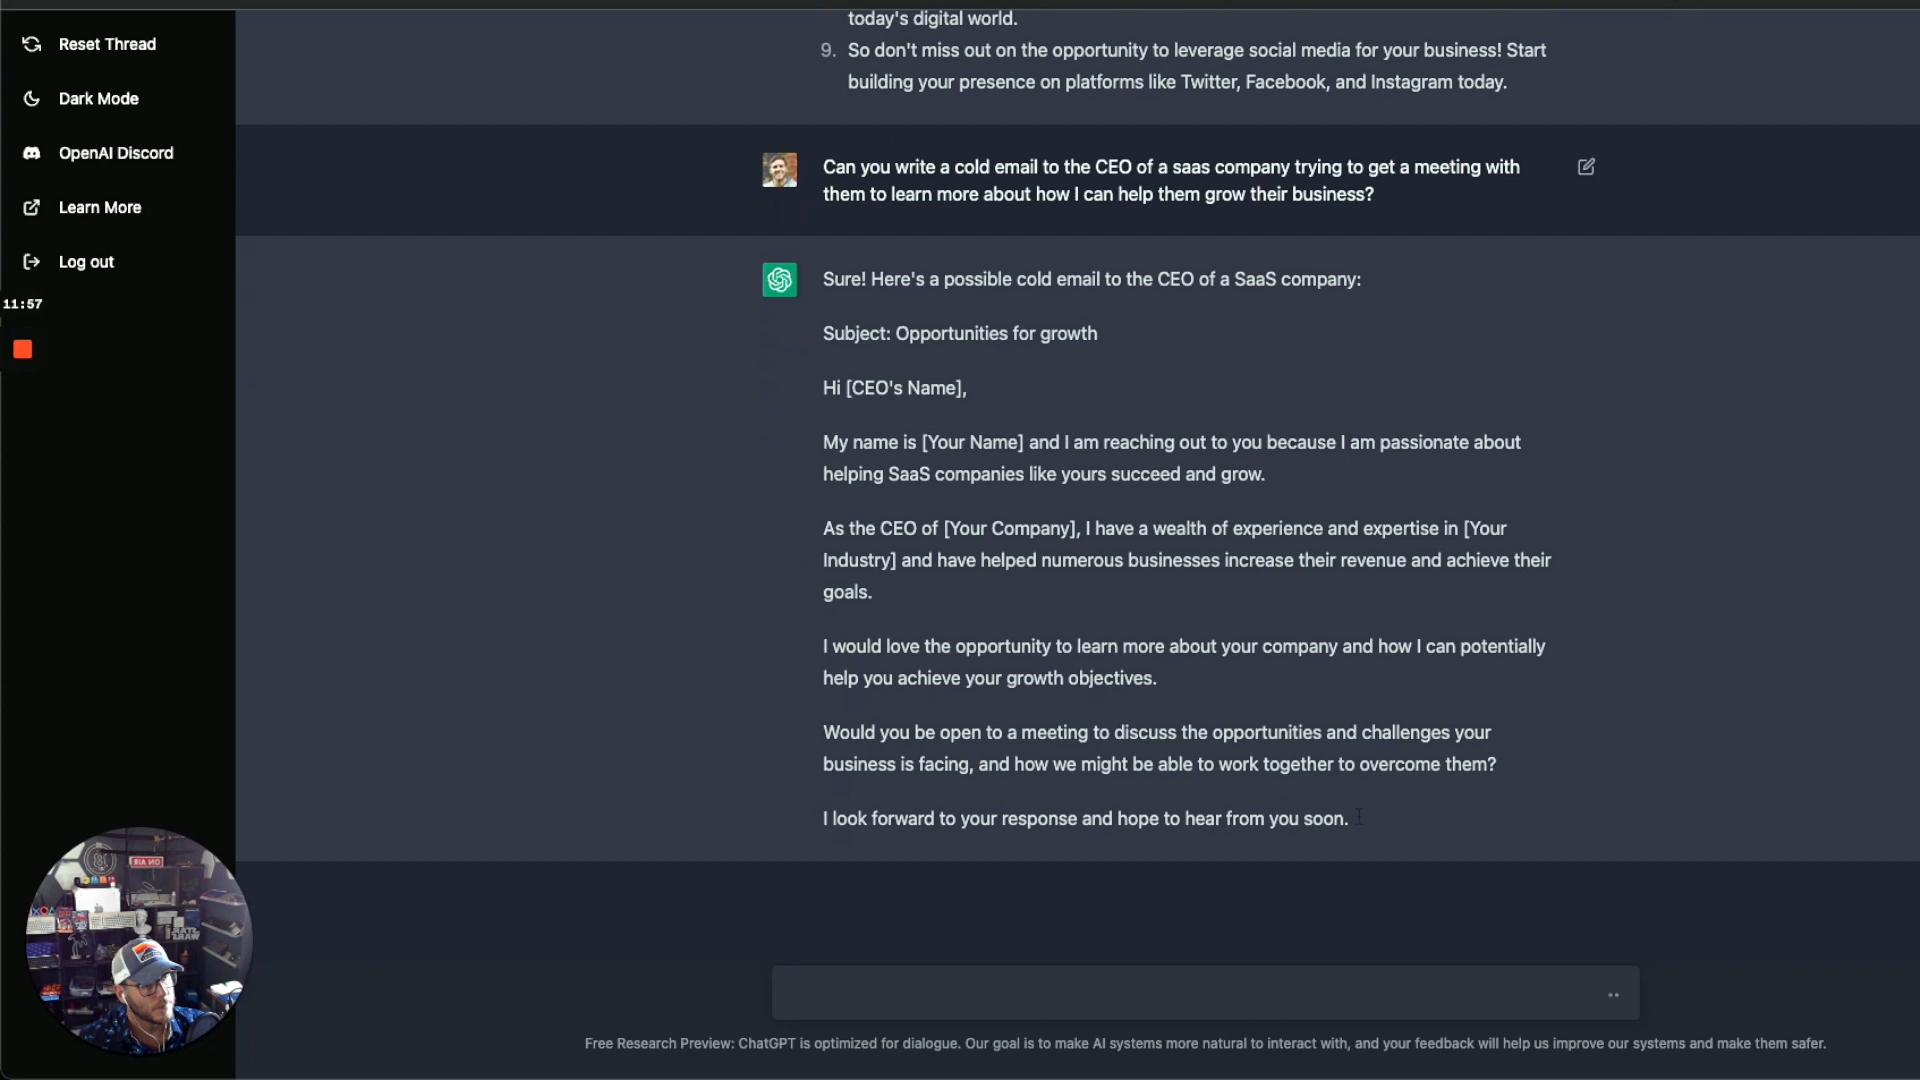 Reset Thread
Dark Mode
OpenAI Discord
Learn More
Log out
11:57
today's digital world.
9. So don't miss out on the opportunity to leverage social media for your business! Start
building your presence on platforms like Twitter, Facebook, and Instagram today.
Can you write a cold email to the CEO of a saas company trying to get a meeting with
them to learn more about how I can help them grow their business?
Sure! Here's a possible cold email to the CEO of a SaaS company:
Subject: Opportunities for growth
Hi [CEO's Name],
My name is [Your Name] and I am reaching out to you because I am passionate about
helping SaaS companies like yours succeed and grow.
As the CEO of [Your Company], I have a wealth of experience and expertise in [Your
Industry] and have helped numerous businesses increase their revenue and achieve their
goals.
I would love the opportunity to learn more about your company and how I can potentially
help you achieve your growth objectives.
Would you be open to a meeting to discuss the opportunities and challenges your
business is facing, and how we might be able to work together to overcome them?
I look forward to your response and hope to hear from you soon.
ON AIR
STAR
WARS
Free Research Preview: ChatGPT is optimized for dialogue. Our goal is to make AI systems more natural to interact with, and your feedback will help us improve our systems and make them safer.